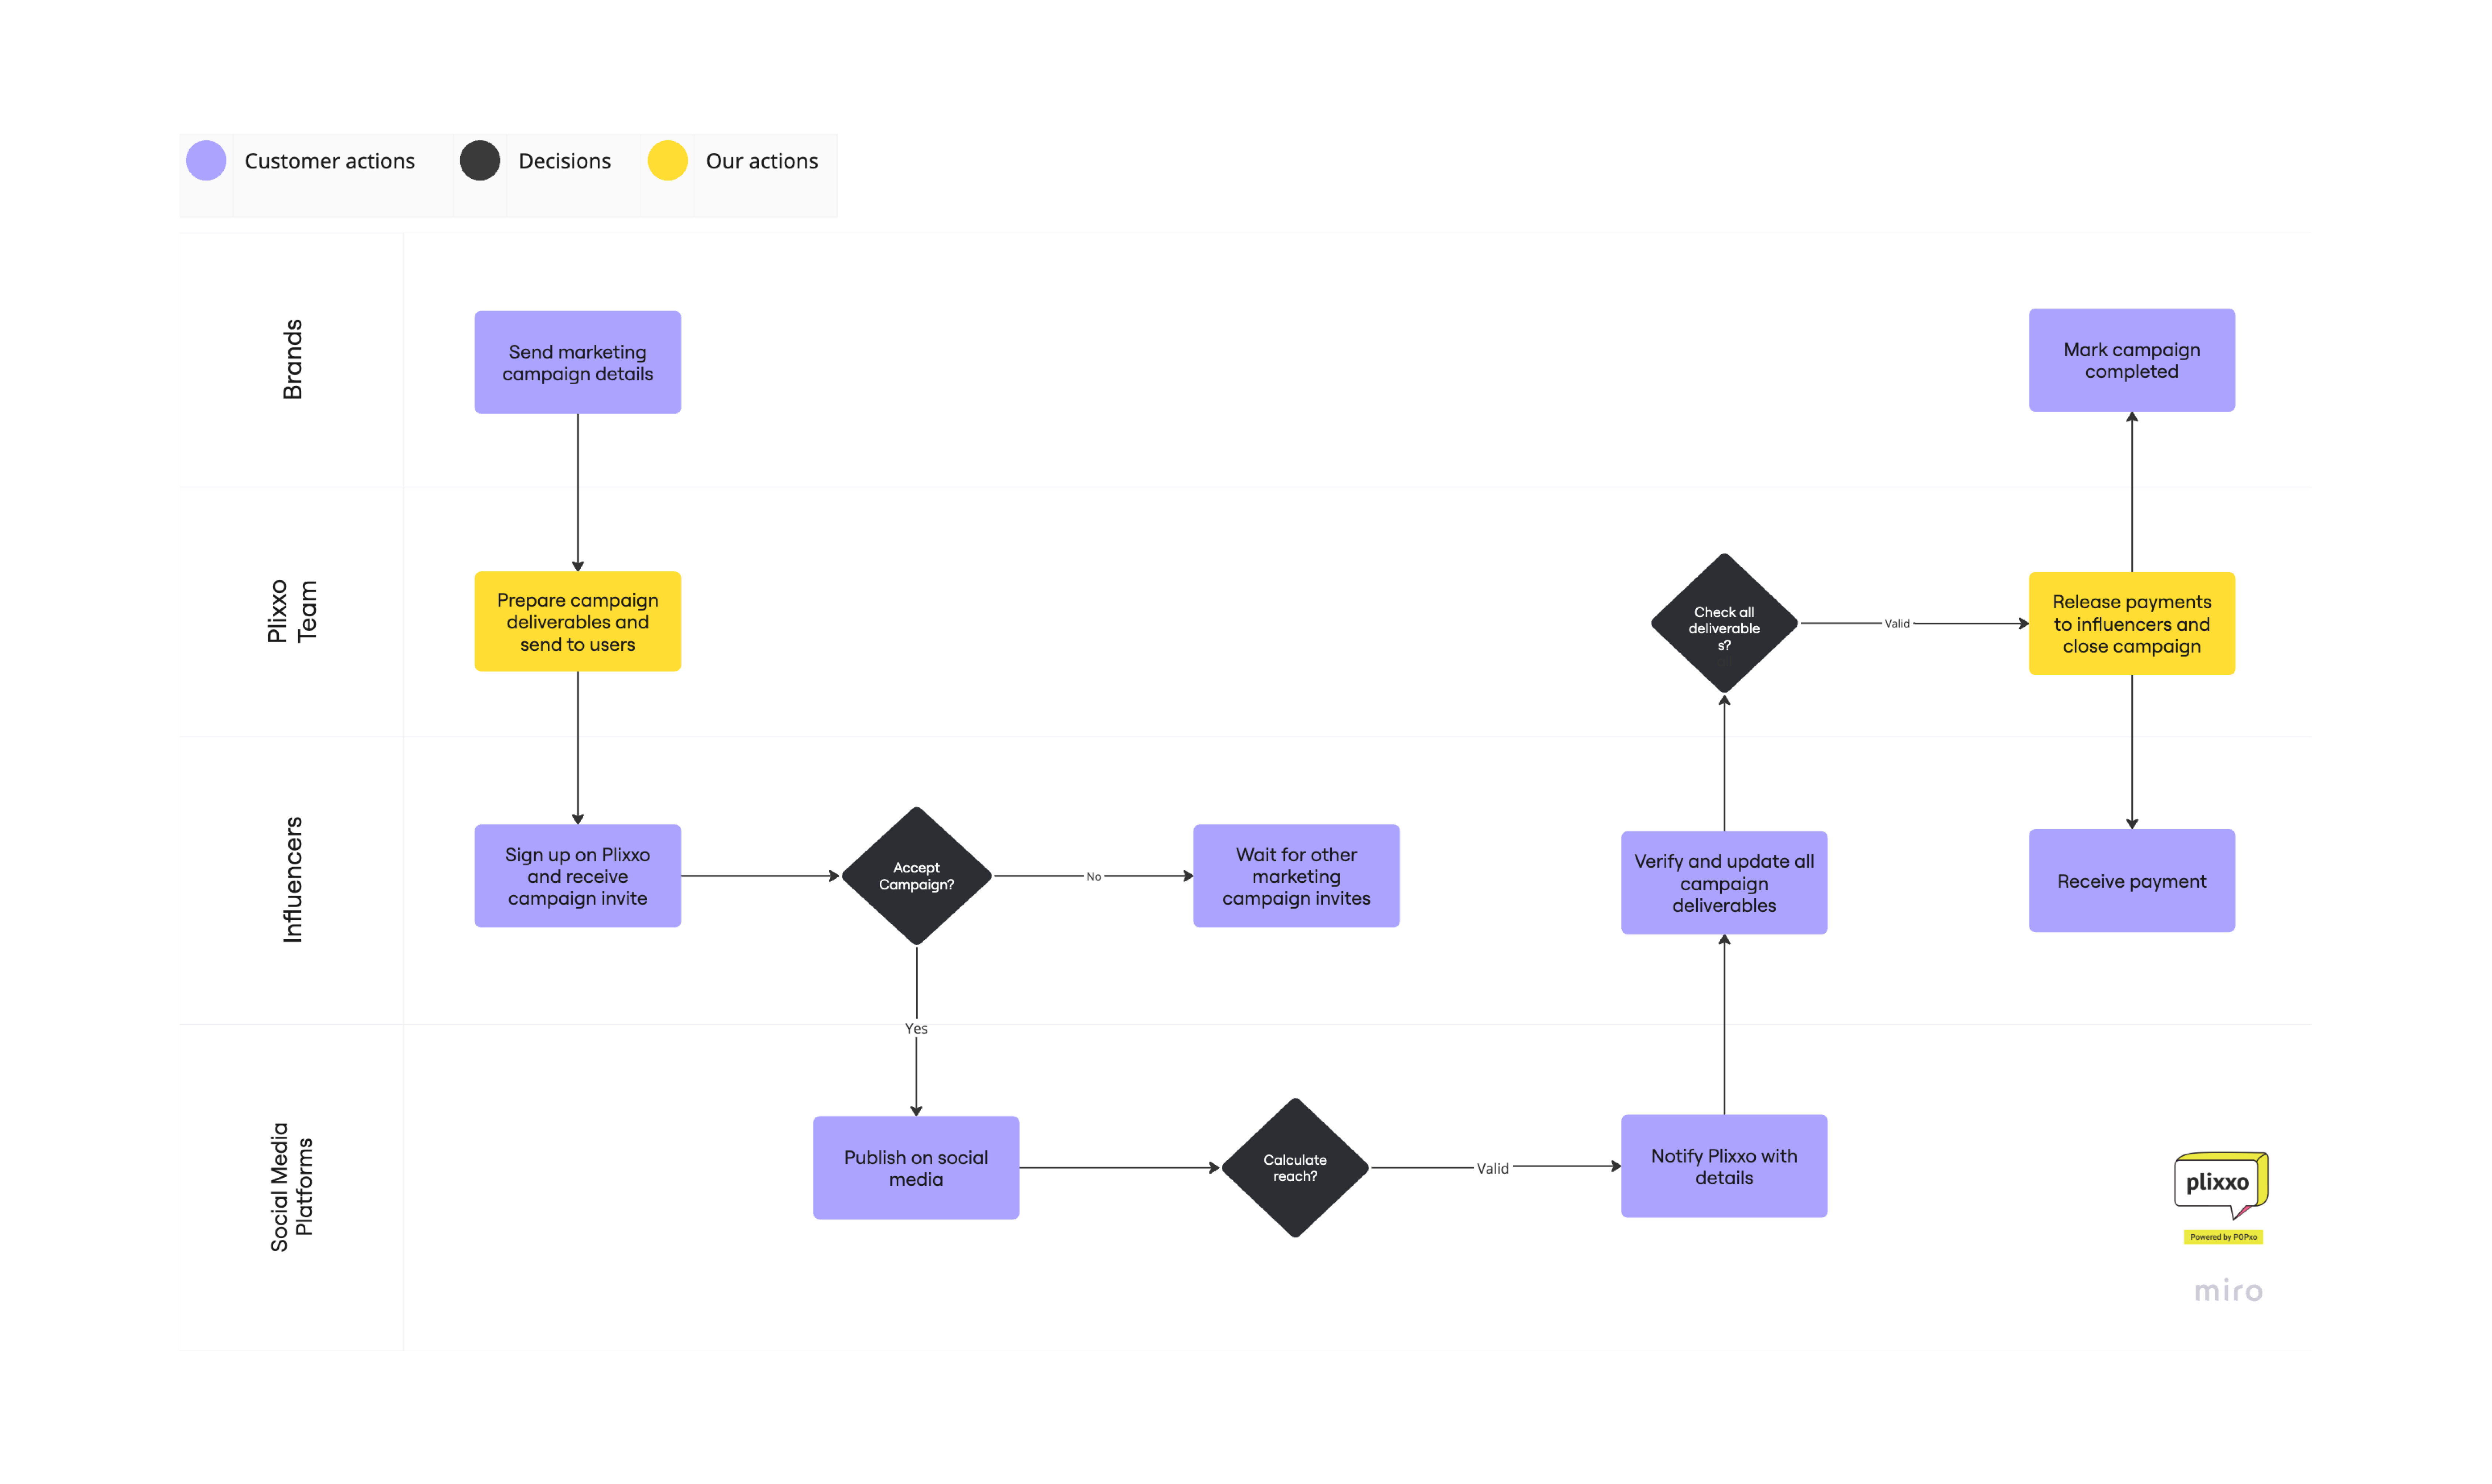 Customer actions
Decisions
Our actions
Brands
Send marketing
campaign details
Mark campaign
completed
Plixxo
Team
Prepare campaign
deliverables and
send to users
Check all
deliverable
s?
Valid
Release payments
to influencers and
close campaign
Influencers
Sign up on Plixxo
and receive
campaign invite
Accept
Campaign?
No
Wait for other
marketing
campaign invites
Verify and update all
campaign
deliverables
Receive payment
Yes
Social Media
Platforms
Publish on social
media
Calculate
reach?
Valid
Notify Plixxo with
details
plixxo
Powered by POPxo
miro